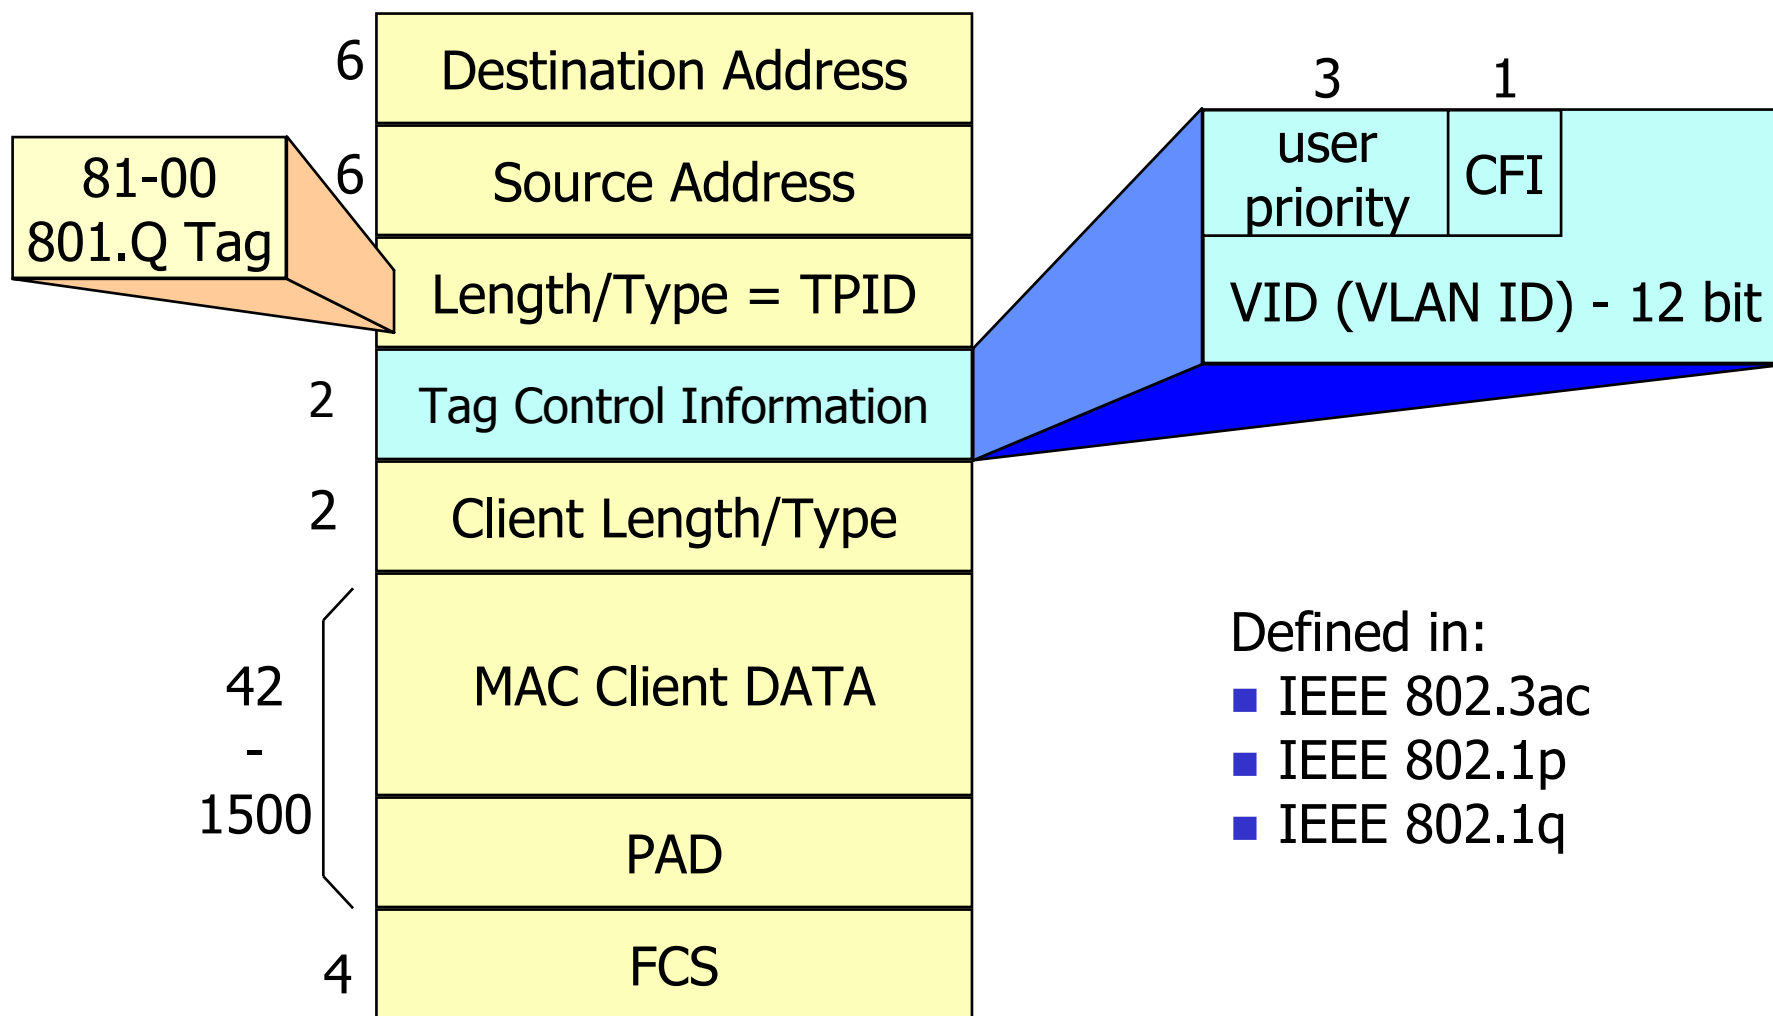 6
Destination Address
3
1
user
priority
CFI
81-00
801.Q Tag
6
Source Address
Length/Type = TPID
VID (VLAN ID) - 12 bit
2
Tag Control Information
2
Client Length/Type
42
-
1500
MAC Client DATA
PAD
4
FCS
Defined in:
IEEE 802.3ac
IEEE 802.1p
IEEE 802.1q